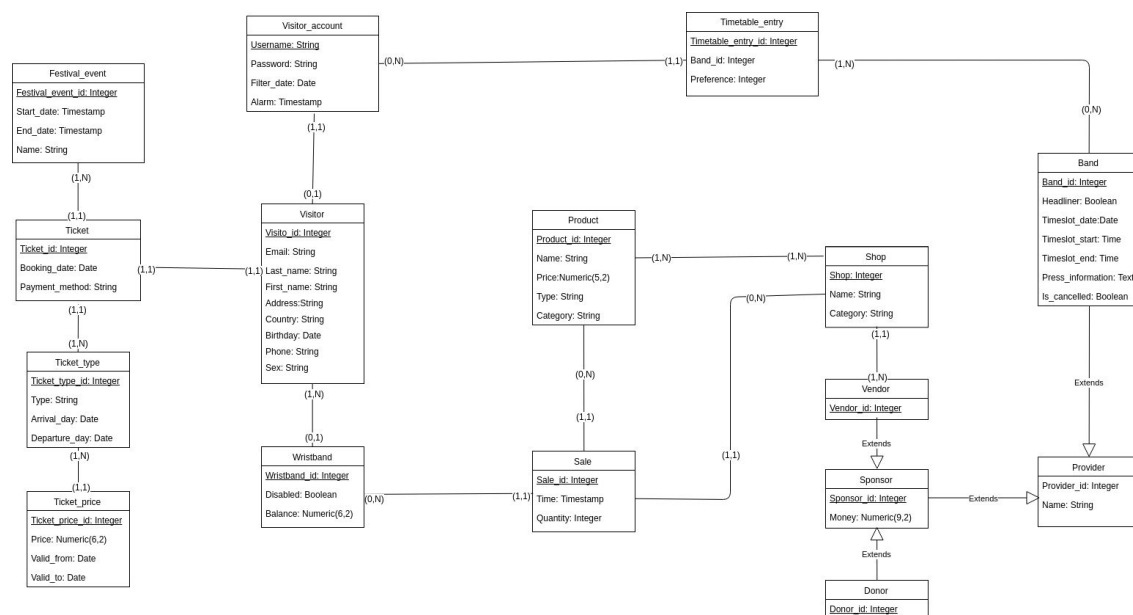 Visitor_account
Username: String
Password: String
Filter_date: Date
Alarm: Timestamp
(0,N)
(1,1)
Timetable_entry
Timetable_entry_id: Integer
Band_id: Integer
Preference: Integer
(1,1)
(1,N)
(0,N)
Festival_event
Festival_event_id: Integer
Start_date: Timestamp
End_date: Timestamp
Name: String
(1,N)
(1,1)
Ticket
Ticket_id: Integer
Booking_date: Date
Payment_method: String
(1,1)
(1,1)
(1,1)
(1,N)
Ticket_type
Ticket_type_id: Integer
Type: String
Arrival_day: Date
Departure_day: Date
(1,N)
(1,1)
Ticket_price
Ticket_price_id: Integer
Price: Numeric(6,2)
Valid_from: Date
Valid_to: Date
(0,1)
Visitor
Visito_id: Integer
Email: String
Last_name: String
First_name: String
Address:String
Country: String
Birthday: Date
Phone: String
Sex: String
(1,N)
(0,1)
Wristband
Wristband_id: Integer
Disabled: Boolean
Balance: Numeric(6,2)
(0,N)
(1,1)
Product
Product_id: Integer
Name: String
Price:Numeric(5,2)
Type: String
Category: String
(1,N)
(1,N)
(0,N)
(1,1)
Sale
Sale_id: Integer
Time: Timestamp
Quantity: Integer
(0,N)
(1,1)
Shop
Shop: Integer
Name: String
Category: String
(1,1)
(1,N)
Vendor
Vendor_id: Integer
Extends
Sponsor
Sponsor_id: Integer
Money: Numeric(9,2)
Extends
Extends
Donor
Donor_id: Integer
Band
Band_id: Integer
Headliner: Boolean
Timeslot_date:Date
Timeslot_start: Time
Timeslot_end: Time
Press_information: Text
Is_cancelled: Boolean
Extends
Provider
Provider_id: Integer
Name: String